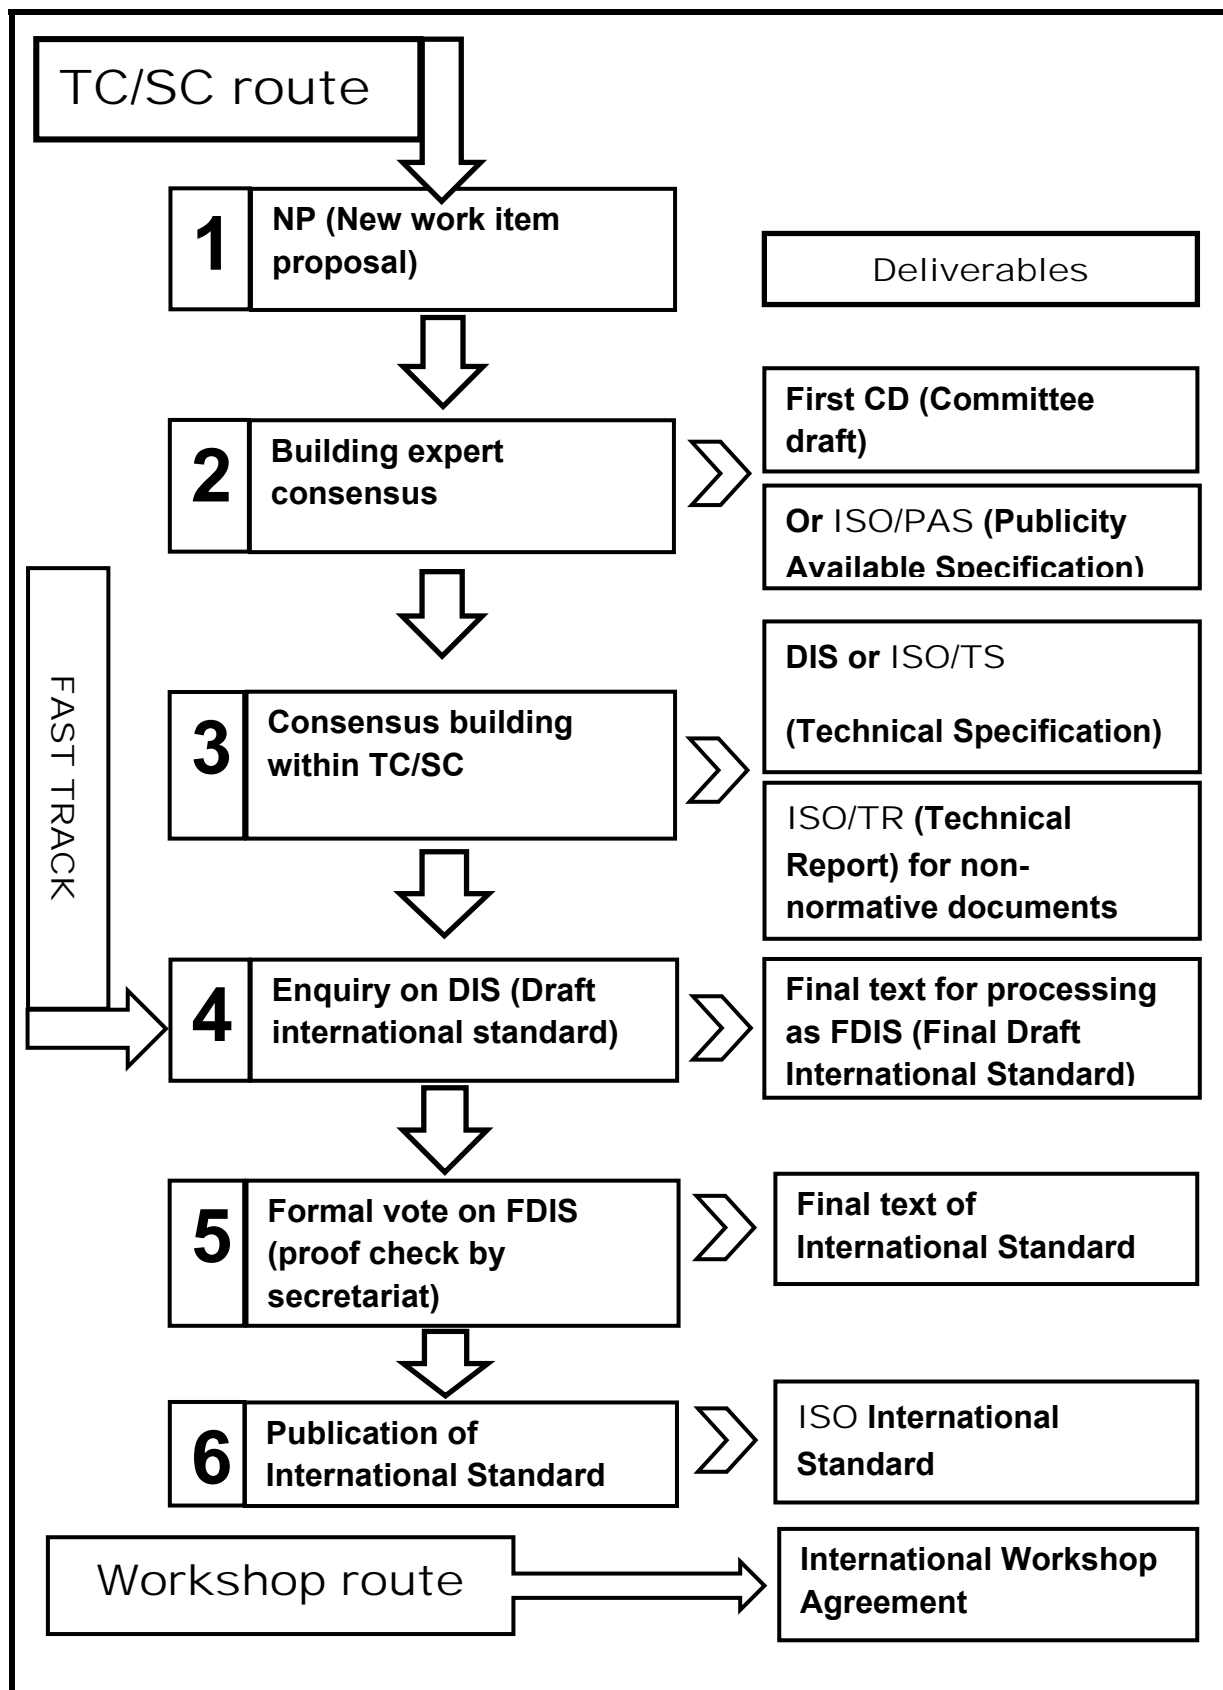 TC/SC route
1
NP (New work item
proposal)
Deliverables
2
Building expert
consensus
First CD (Committee
draft)
Or ISO/PAS (Publicity
Available Specification)
FAST TRACK
3
Consensus building
within TC/SC
DIS or ISO/TS
(Technical Specification)
ISO/TR (Technical
Report) for non-
normative documents
4
Enquiry on DIS (Draft
international standard)
Final text for processing
as FDIS (Final Draft
International Standard)
5
Formal vote on FDIS
(proof check by
secretariat)
Final text of
International Standard
6
Publication of
International Standard
ISO International
Standard
Workshop route
International Workshop
Agreement